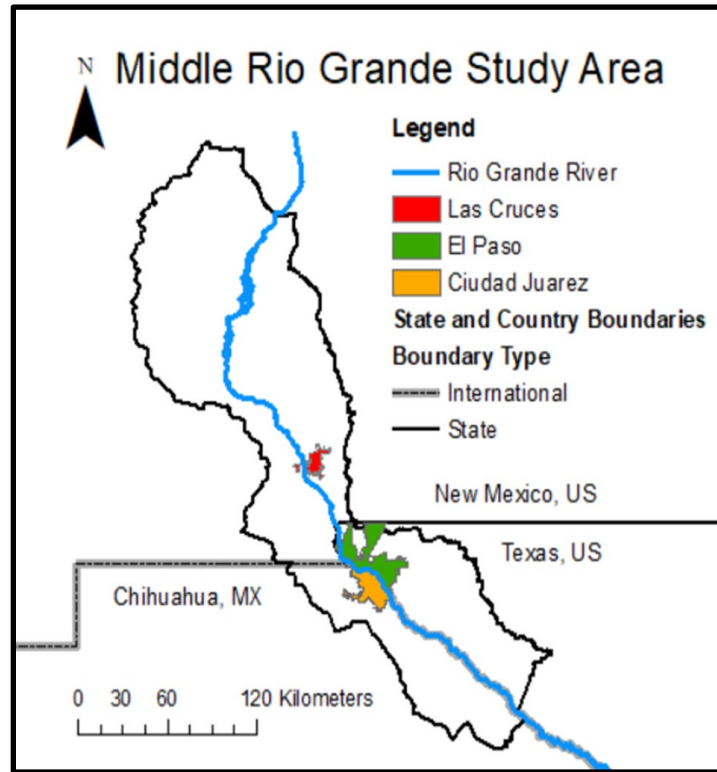 Middle Rio Grande Study Area
N
Legend
Rio Grande River
Las Cruces
El Paso
Ciudad Juarez
State and Country Boundaries
Boundary Type
International
State
New Mexico, US
Texas, US
Chihuahua, MX
0 30 60 120 Kilometers